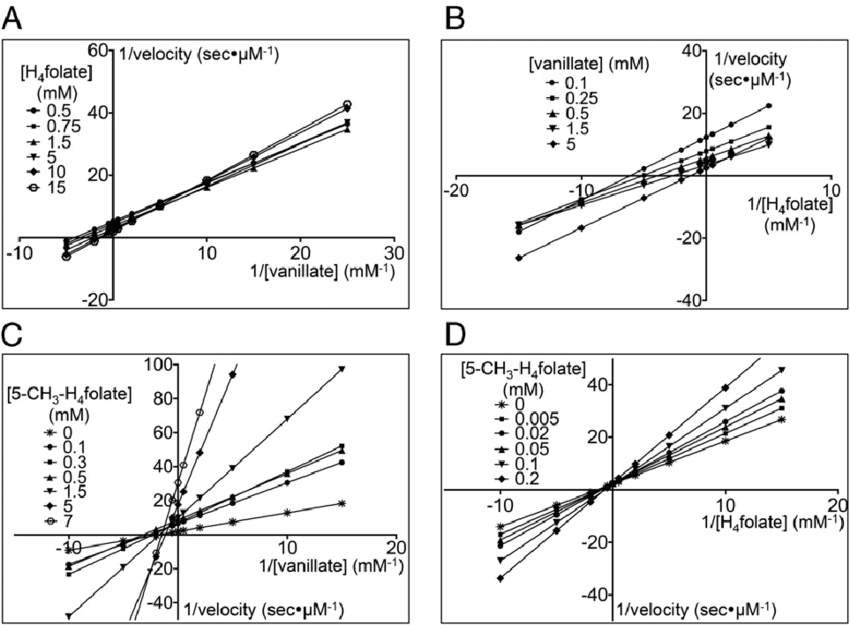 A
1/velocity (sec•µM-1)
[H4folate]
(mM)
0.5
0.75
1.5
5
10
15
60
40
20
-20
-10
10
20
30
1/[vanillate] (mM-1)
B
[vanillate] (mM)
0.1
0.25
0.5
1.5
5
1/velocity
(sec•µM-1)
40
20
-20
-40
-20
-10
10
1/[H4folate]
(mM-1)
C
[5-CH3-H4folate]
(mM)
0
0.1
0.3
0.5
1.5
5
7
100
80
60
40
20
-20
-40
-10
10
20
1/[vanillate] (mM-1)
1/velocity (sec•µM-1)
D
[5-CH3-H4folate]
(mM)
0
0.005
0.02
0.05
0.1
0.2
40
20
-20
-40
-10
10
20
1/[H4folate] (mM-1)
1/velocity (sec•µM-1)